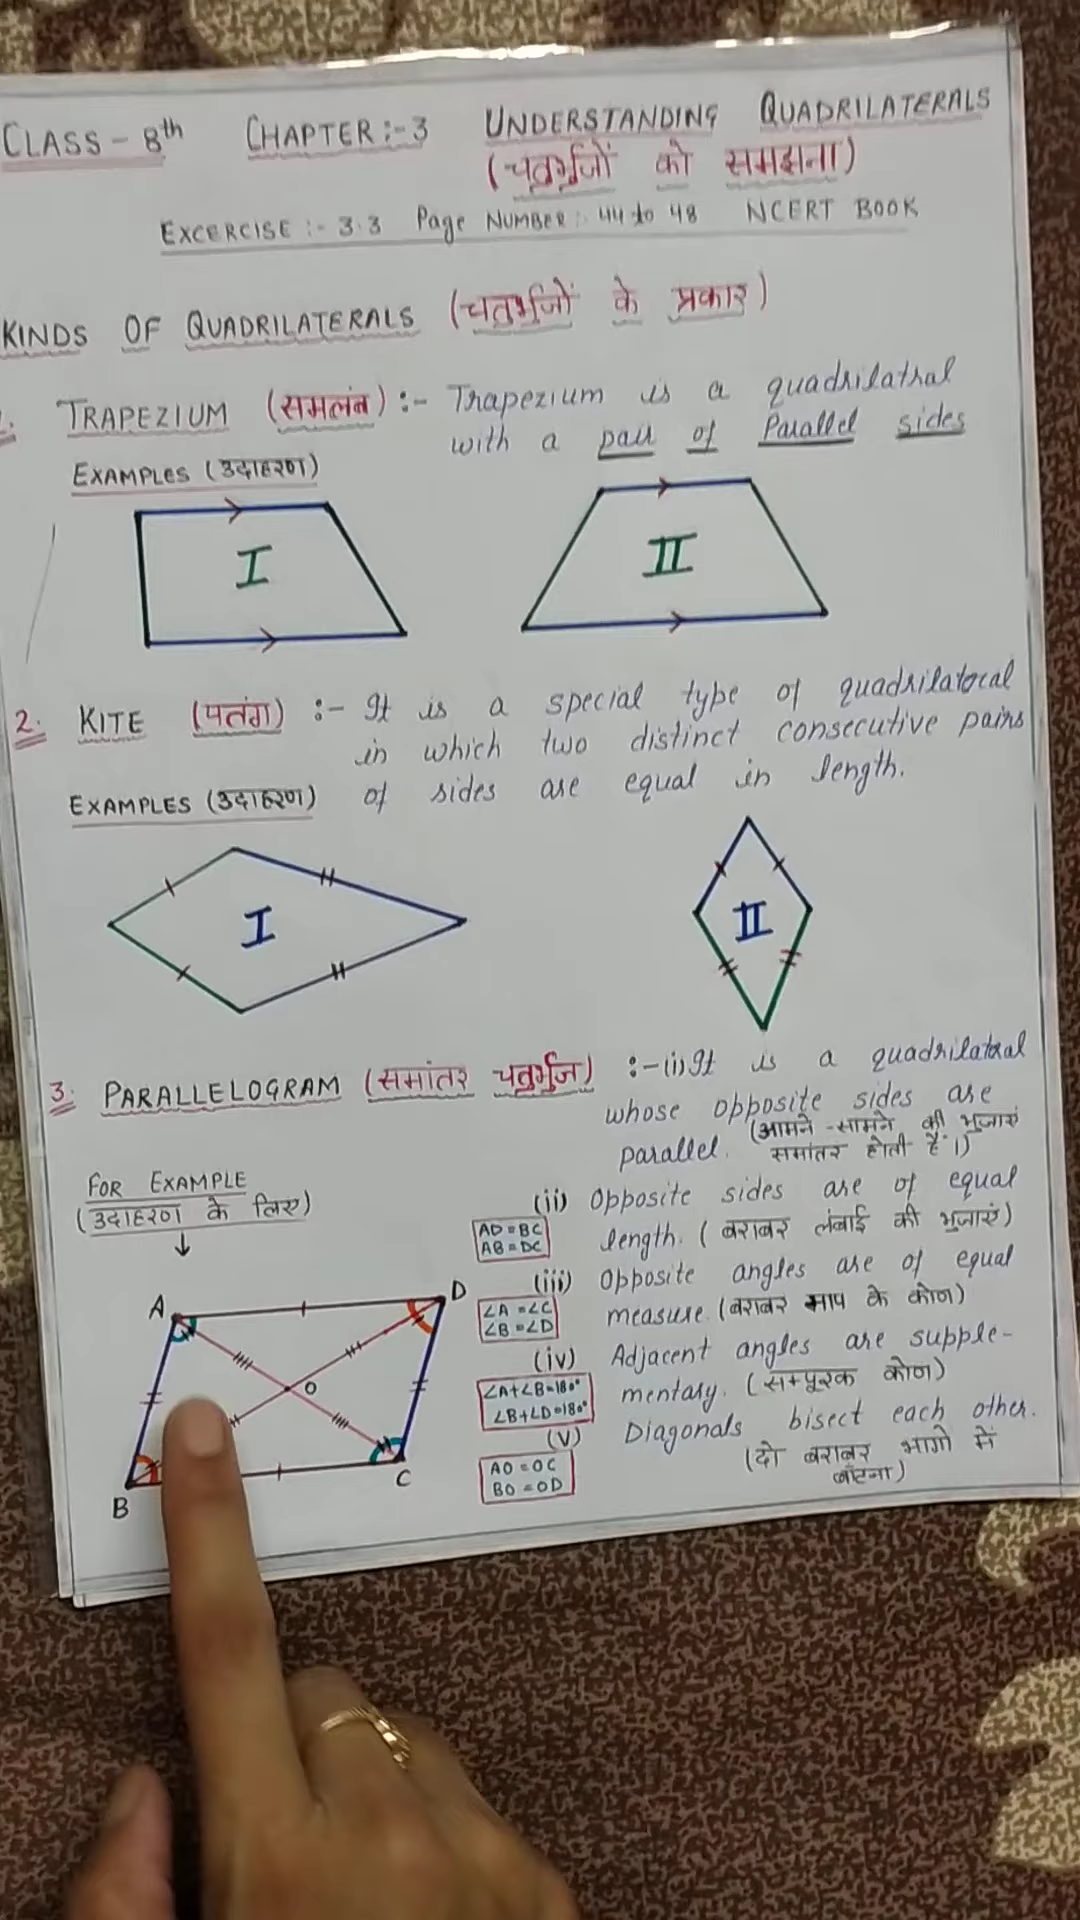 CLASS - 8th CHAPTER :- 3 UNDERSTANDING QUADRILATERALS
(चतुर्भुजों को समझना)
EXCERCISE :- 3.3 Page NUMBER :- 44 to 48 NCERT BOOK
KINDS OF QUADRILATERALS (चतुर्भुजों के प्रकार)
TRAPEZIUM (समलंब) :- Trapezium is a quadrilatral
with a pair of Parallel sides
EXAMPLES (उदाहरण)
I
II
2. KITE (पतंग) :- It is a special type of quadrilateral
in which two distinct consecutive pairs
EXAMPLES (उदाहरण) of sides are equal in length.
I
II
3. PARALLELOGRAM (समांतर चतुर्भुज) :- (i) It is a quadrilateral
whose opposite sides are
parallel. (आमने - सामने की भुजाएं
समांतर होती हैं।)
FOR EXAMPLE
(उदाहरण के लिए)
(ii) Opposite sides are of equal
length. (बराबर लंबाई की भुजाएं)
AD = BC
AB = DC
(iii) Opposite angles are of equal
measure. (बराबर माप के कोण)
∠A = ∠C
∠B = ∠D
(iv) Adjacent angles are supple-
mentary. (सम्पूरक कोण)
∠A+∠B=180°
∠B+∠D=180°
(v) Diagonals bisect each other.
(दो बराबर भागो में
बाँटना)
AO = OC
BO = OD
A D
O
B C